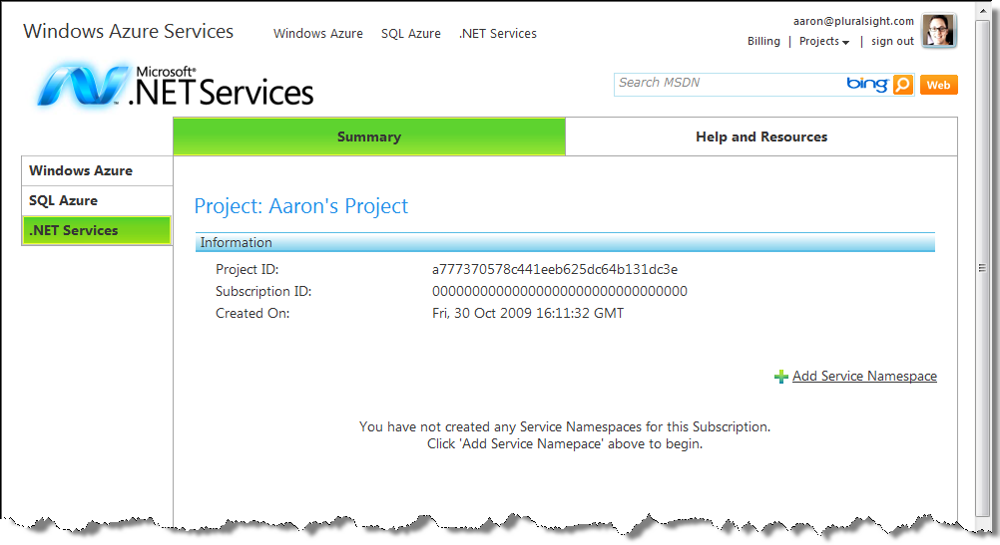 Windows Azure Services
Windows Azure SQL Azure .NET Services
aaron@pluralsight.com
Billing | Projects | sign out
Microsoft®
.NET Services™
Search MSDN
bing
Web
Summary
Help and Resources
Windows Azure
SQL Azure
.NET Services
Project: Aaron's Project
Information
Project ID: a777370578c441eeb625dc64b131dc3e
Subscription ID: 00000000000000000000000000000000
Created On: Fri, 30 Oct 2009 16:11:32 GMT
Add Service Namespace
You have not created any Service Namespaces for this Subscription.
Click 'Add Service Namepace' above to begin.